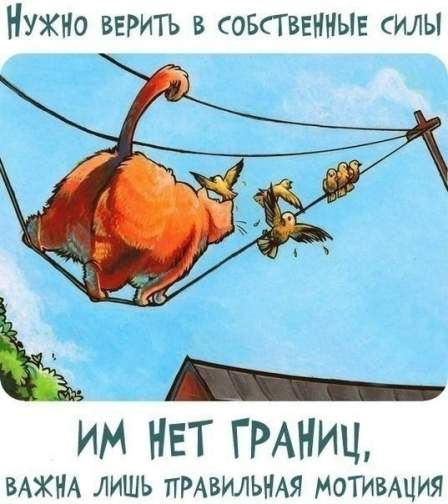 Нужно верить в собственные силы
им нет границ,
важна лишь правильная мотивация